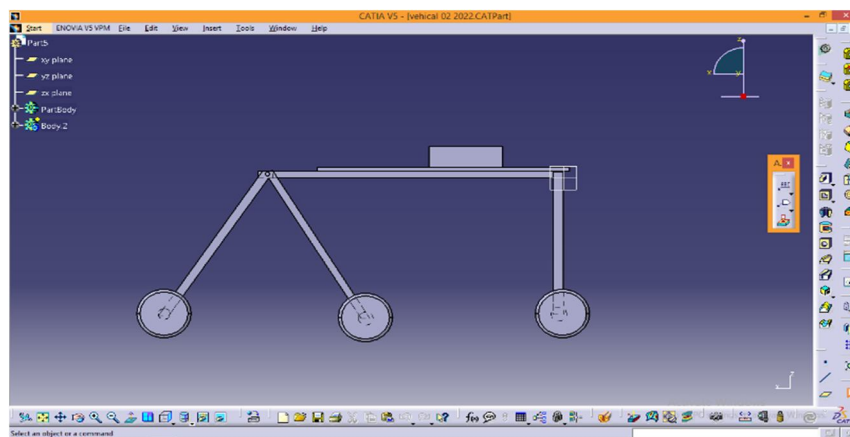 CATIA V5 - [vehical 02 2022.CATPart]
Start ENOVIA V5 VPM File Edit View Insert Tools Window Help
Part5
xy plane
yz plane
zx plane
PartBody
Body.2
z
x
y
A..
z
f(x)
CAT
Select an object or a command